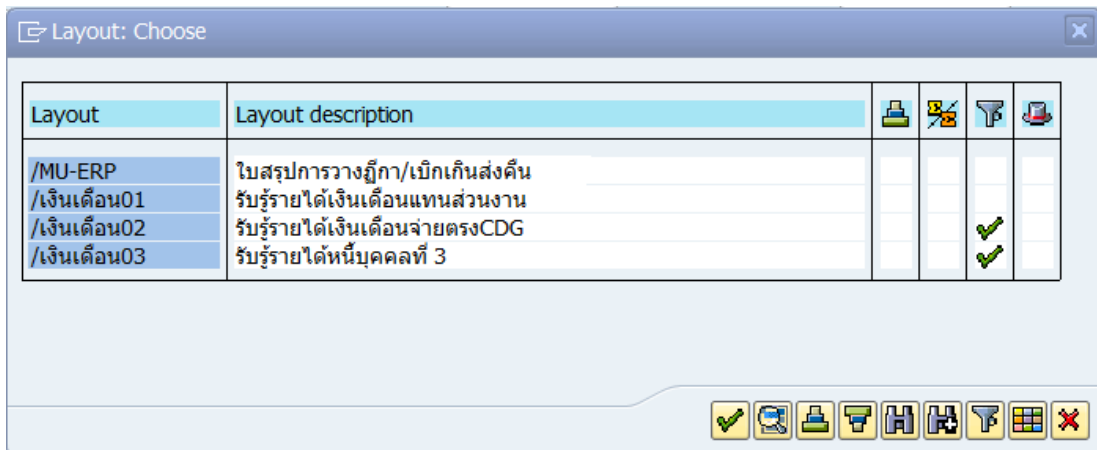 Layout: Choose
Layout Layout description
/MU-ERP ใบสรุปการวางฏีกา/เบิกเกินส่งคืน
/เงินเดือน01 รับรู้รายได้เงินเดือนแทนส่วนงาน
/เงินเดือน02 รับรู้รายได้เงินเดือนจ่ายตรงCDG
/เงินเดือน03 รับรู้รายได้หนี้บุคคลที่ 3